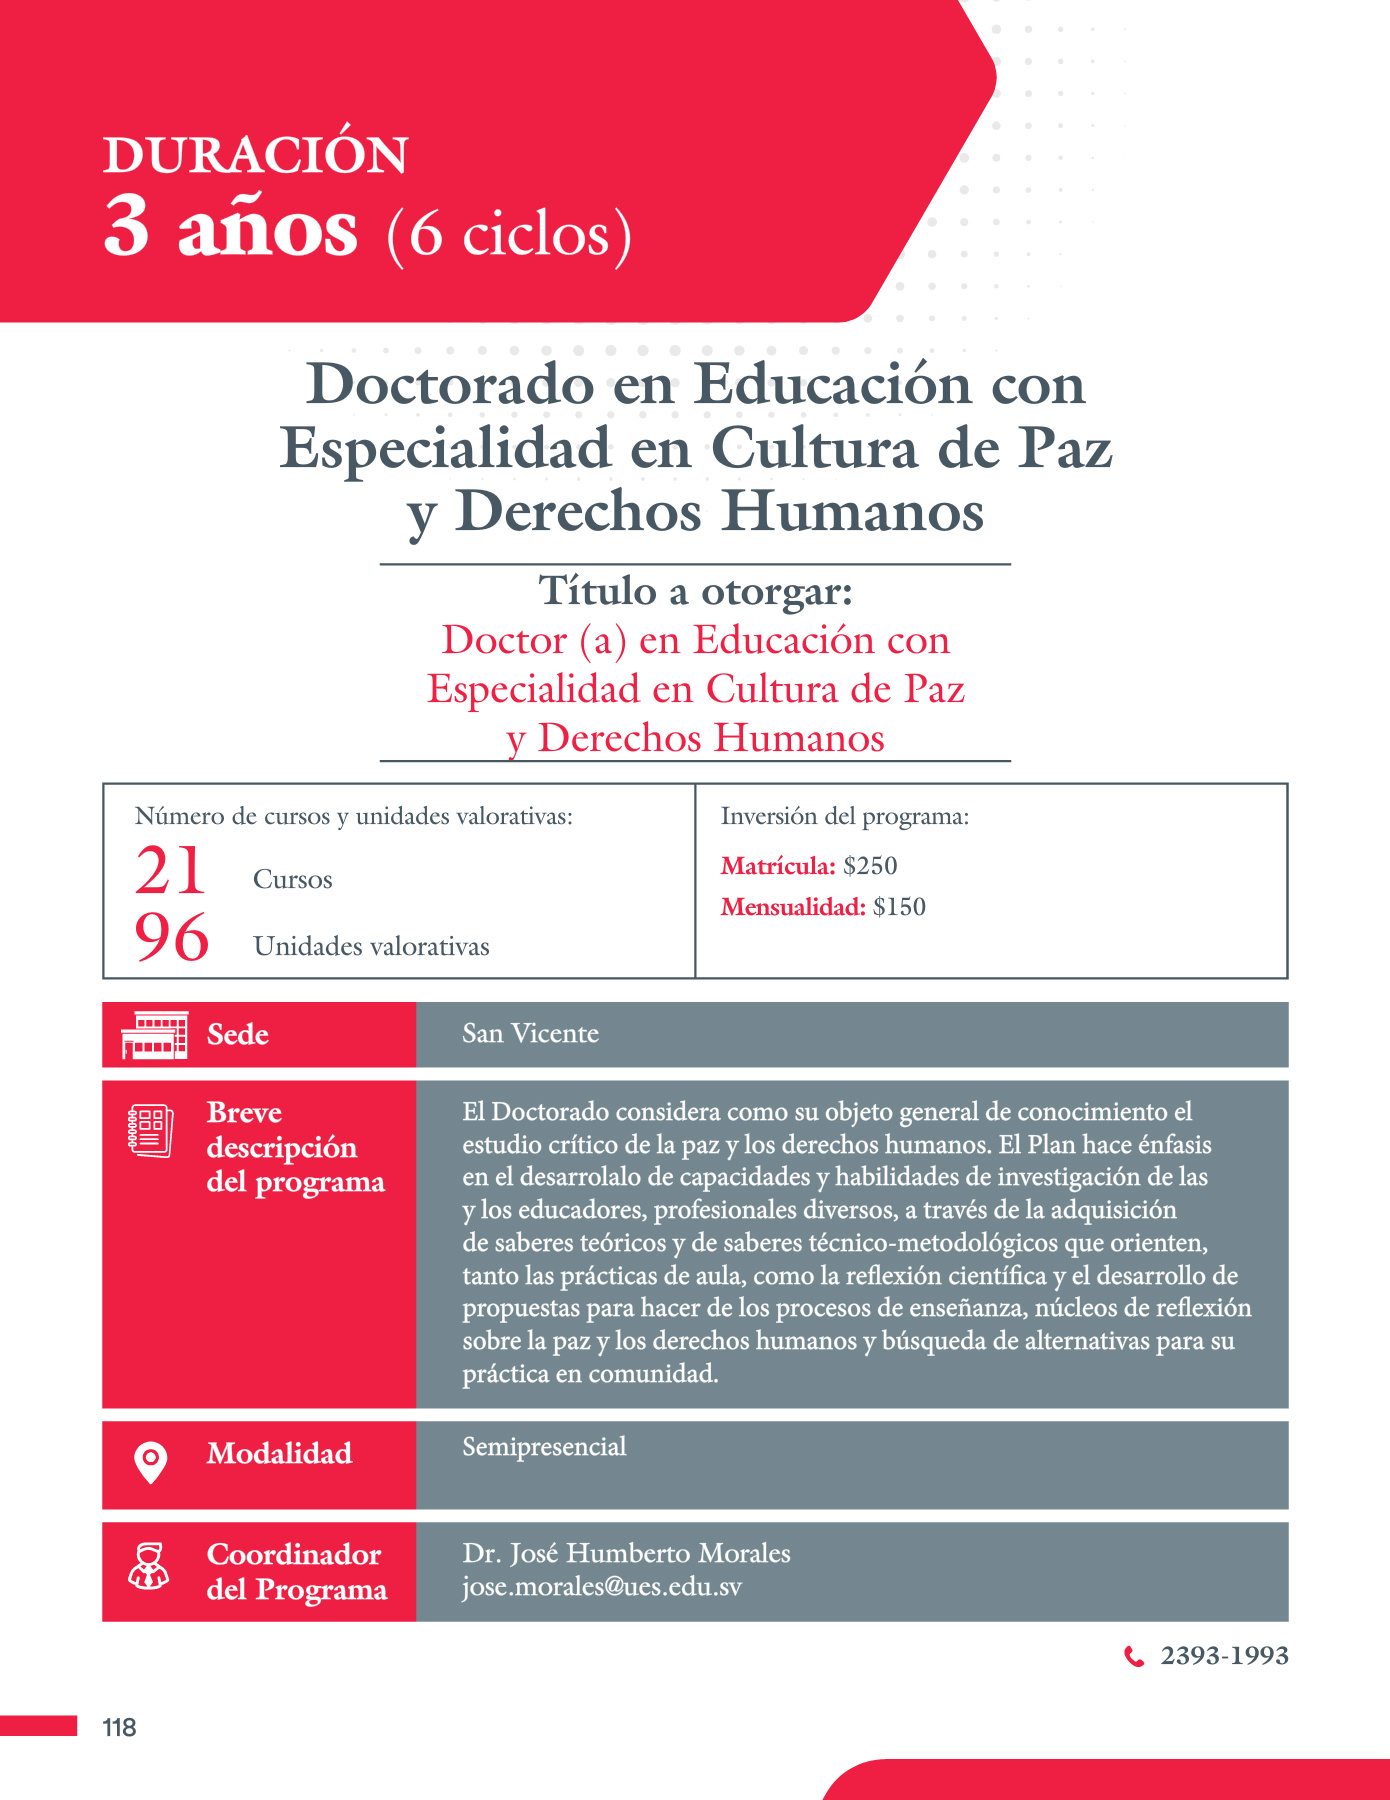 DURACIÓN
3 años (6 ciclos)
Doctorado en Educación con
Especialidad en Cultura de Paz
y Derechos Humanos
Título a otorgar:
Doctor (a) en Educación con
Especialidad en Cultura de Paz
y Derechos Humanos
Número de cursos y unidades valorativas:
21 Cursos
96 Unidades valorativas
Inversión del programa:
Matrícula: $250
Mensualidad: $150
Sede
San Vicente
Breve
descripción
del programa
El Doctorado considera como su objeto general de conocimiento el
estudio crítico de la paz y los derechos humanos. El Plan hace énfasis
en el desarrolalo de capacidades y habilidades de investigación de las
y los educadores, profesionales diversos, a través de la adquisición
de saberes teóricos y de saberes técnico-metodológicos que orienten,
tanto las prácticas de aula, como la reflexión científica y el desarrollo de
propuestas para hacer de los procesos de enseñanza, núcleos de reflexión
sobre la paz y los derechos humanos y búsqueda de alternativas para su
práctica en comunidad.
Modalidad
Semipresencial
Coordinador
del Programa
Dr. José Humberto Morales
jose.morales@ues.edu.sv
2393-1993
118